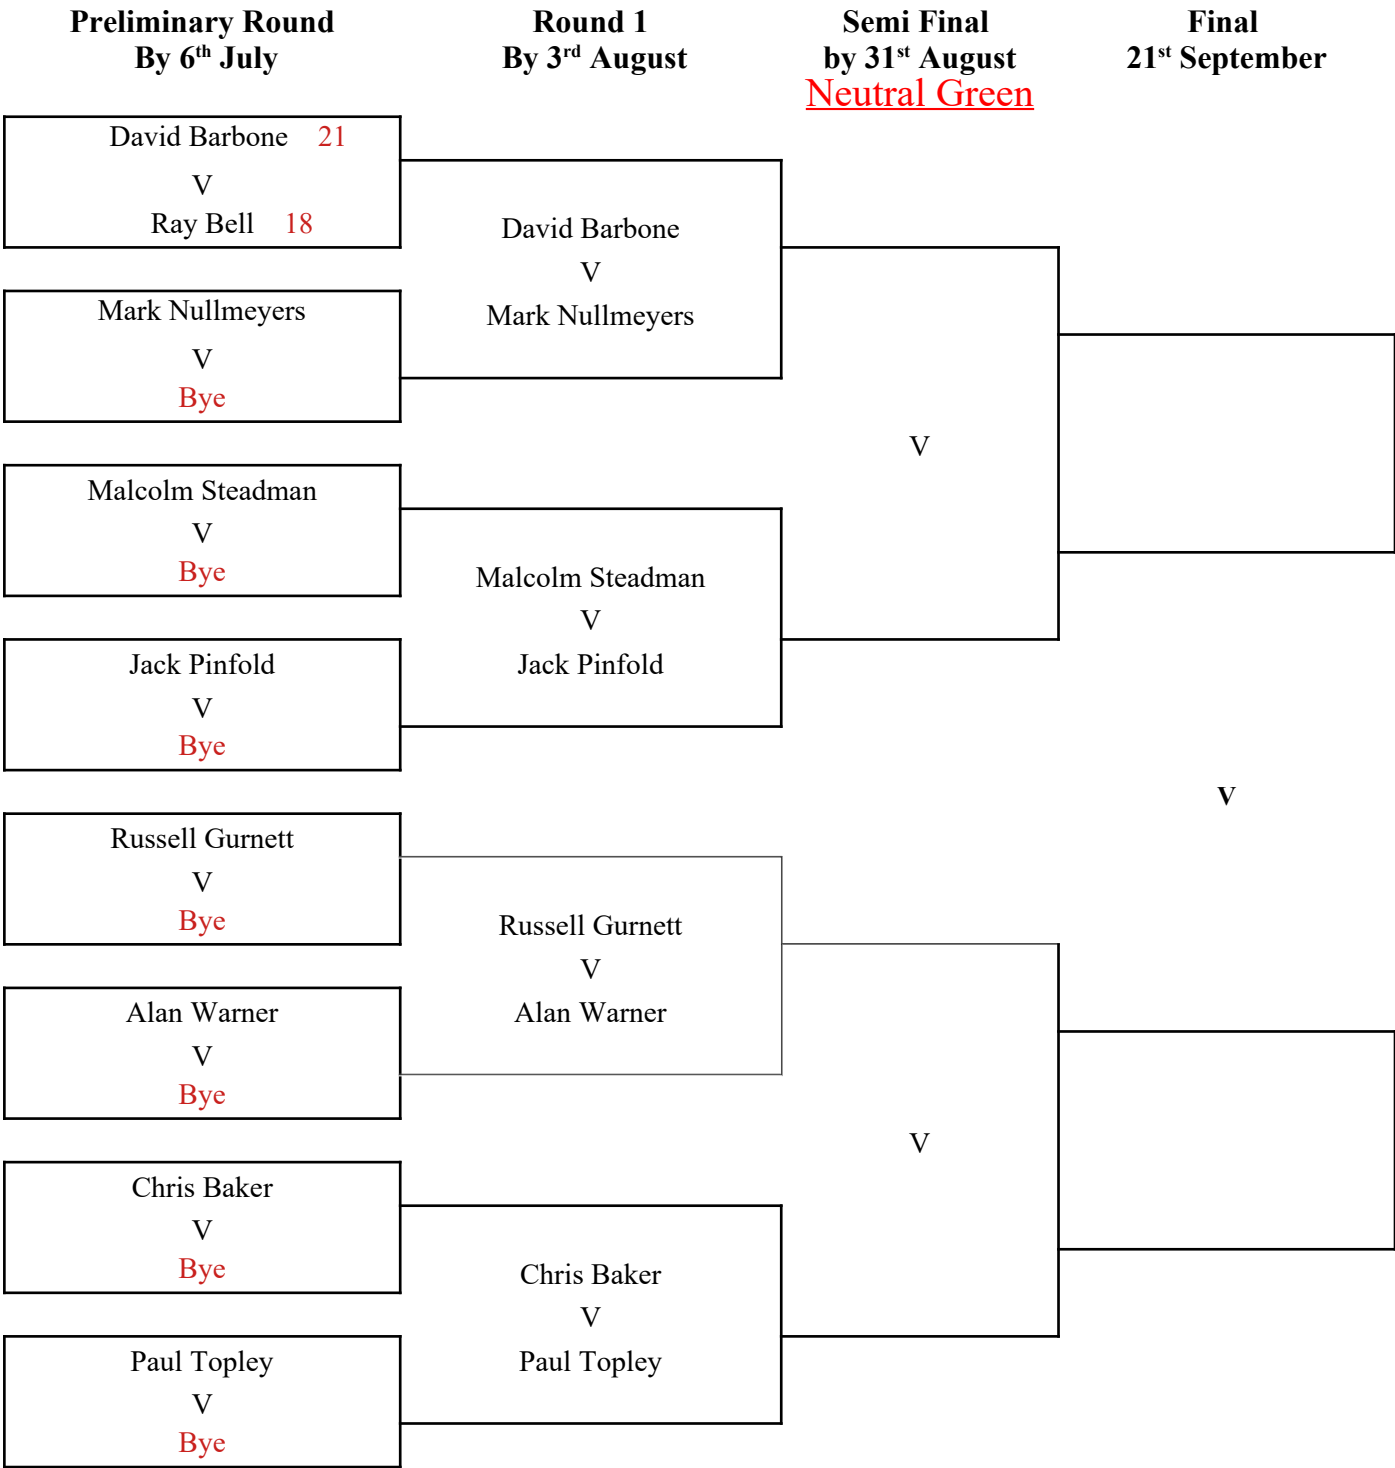 Preliminary Round
By 6th July
Round 1
By 3rd August
Semi Final
by 31st August
Neutral Green
Final
21st September
David Barbone 21
V
Ray Bell 18
Mark Nullmeyers
V
Bye
Malcolm Steadman
V
Bye
Jack Pinfold
V
Bye
Russell Gurnett
V
Bye
Alan Warner
V
Bye
Chris Baker
V
Bye
Paul Topley
V
Bye
David Barbone
V
Mark Nullmeyers
Malcolm Steadman
V
Jack Pinfold
Russell Gurnett
V
Alan Warner
Chris Baker
V
Paul Topley
V
V
V